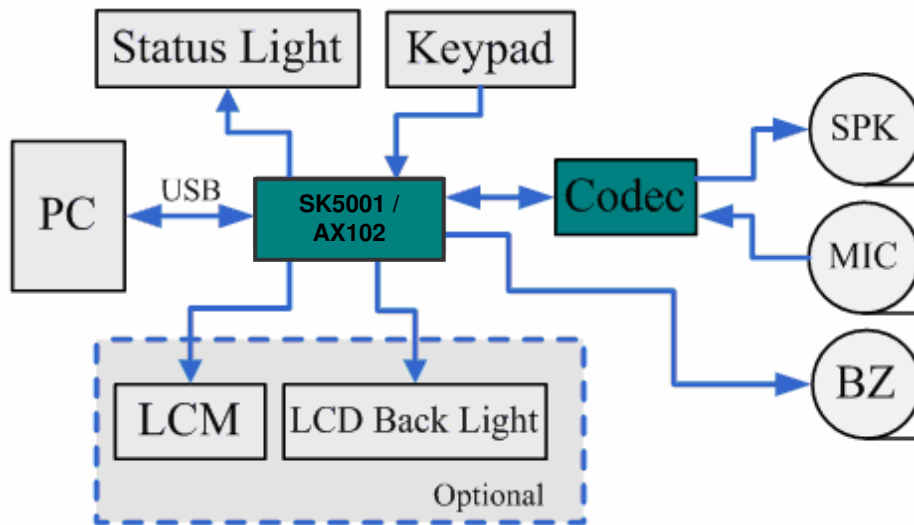 Status Light
Keypad
SPK
PC
USB
SK5001 /
AX102
Codec
MIC
BZ
LCM
LCD Back Light
Optional